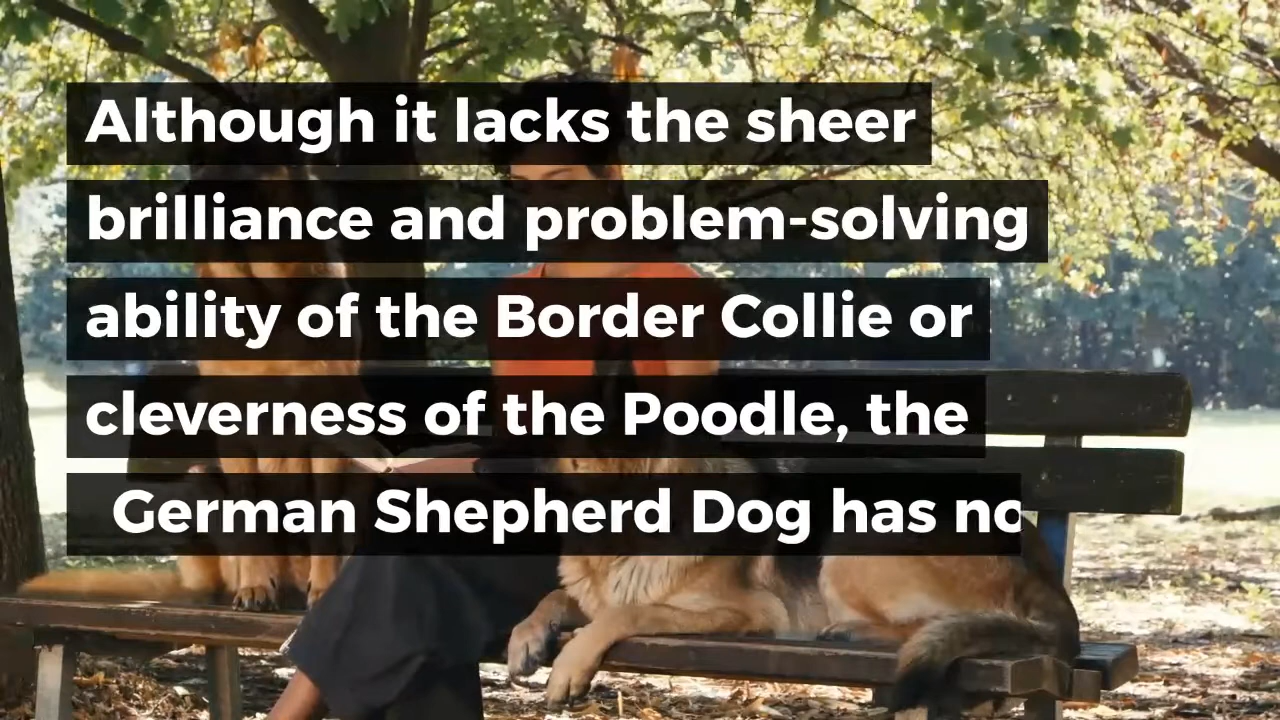 Although it lacks the sheer
brilliance and problem-solving
ability of the Border Collie or
cleverness of the Poodle, the
German Shepherd Dog has